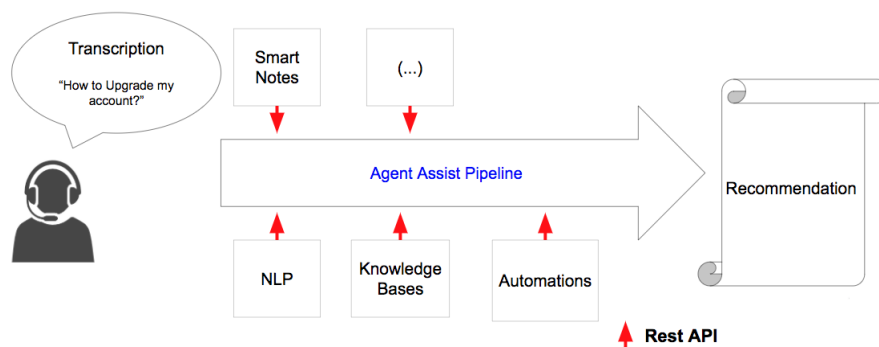 Transcription
“How to Upgrade my
account?”
Smart
Notes
(...)
Agent Assist Pipeline
Recommendation
NLP
Knowledge
Bases
Automations
Rest API